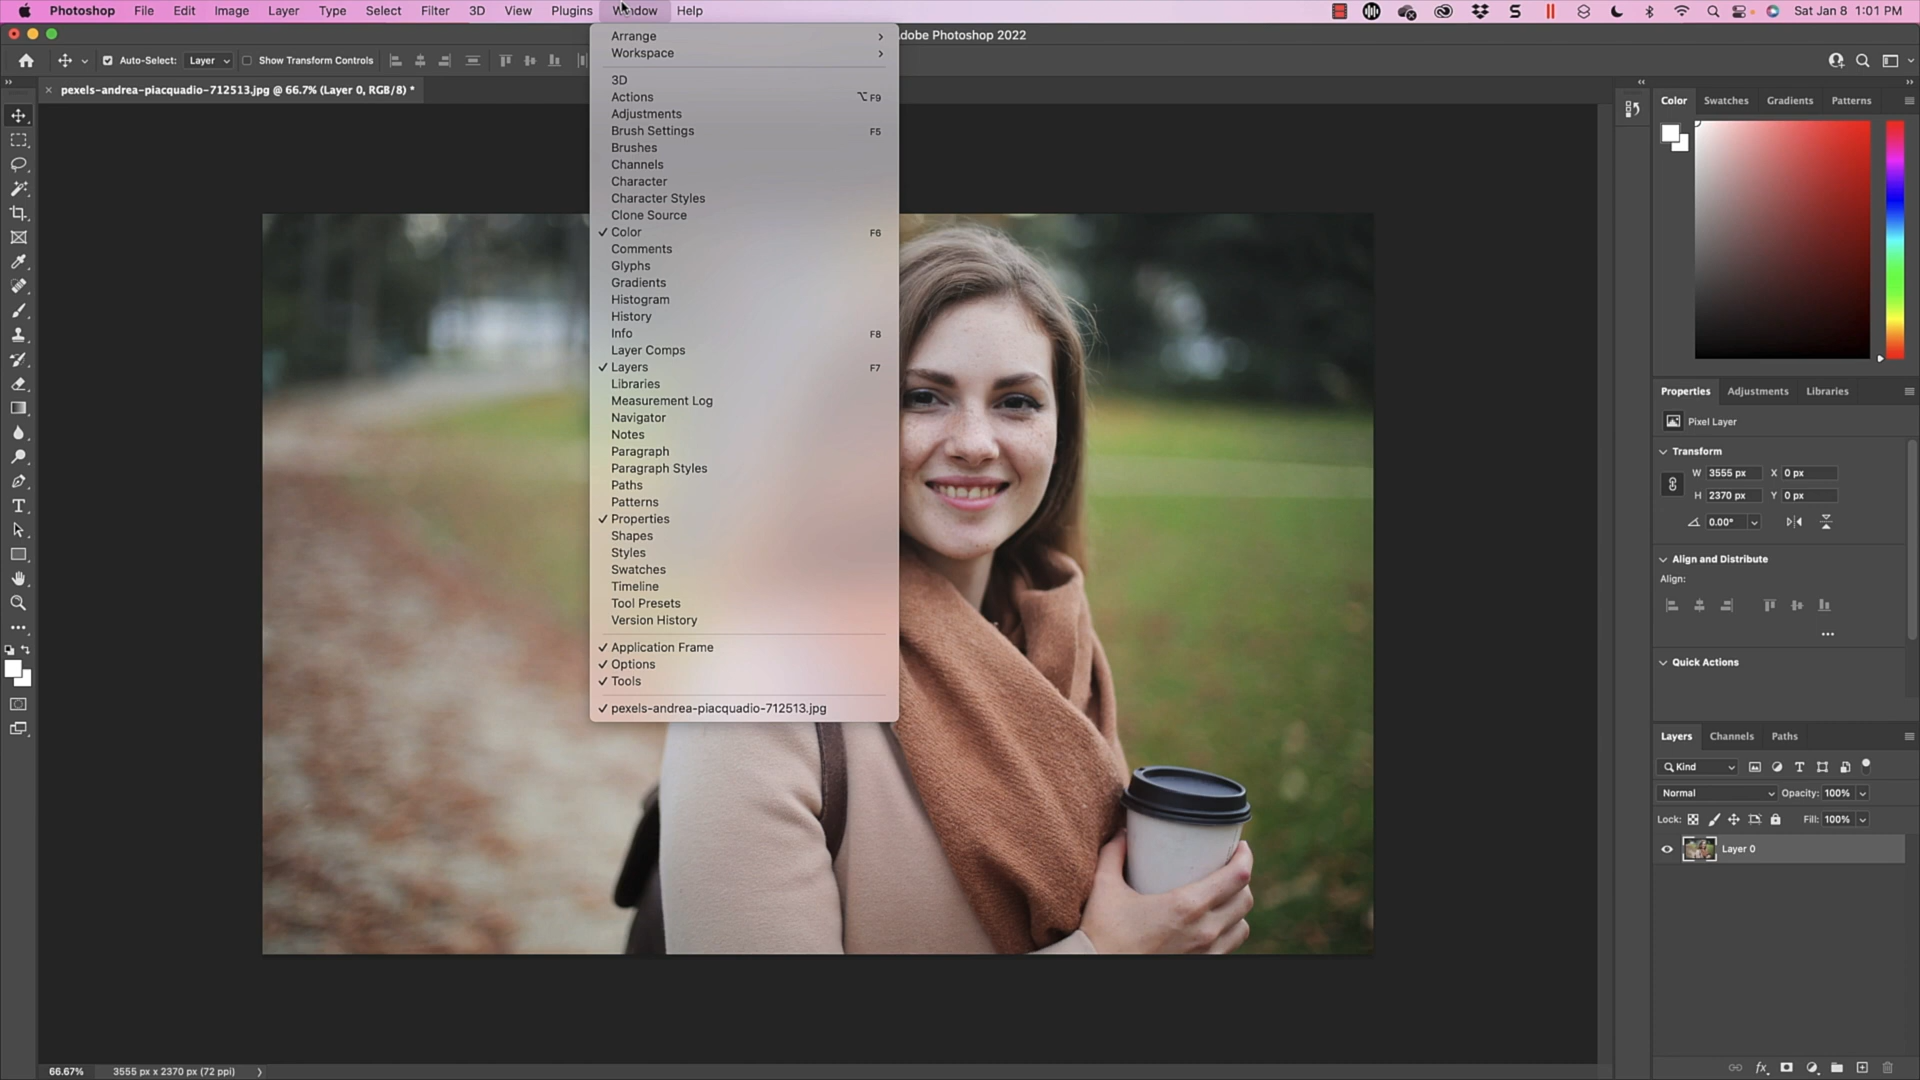 Photoshop File Edit Image Layer Type Select Filter 3D View Plugins Window Help Sat Jan 8 1:01 PM
Adobe Photoshop 2022
Auto-Select: Layer Show Transform Controls
pexels-andrea-piacquadio-712513.jpg @ 66.7% (Layer 0, RGB/8) *
Arrange
Workspace
3D
Actions ⌥ F9
Adjustments
Brush Settings F5
Brushes
Channels
Character
Character Styles
Clone Source
Color F6
Comments
Glyphs
Gradients
Histogram
History
Info F8
Layer Comps
Layers F7
Libraries
Measurement Log
Navigator
Notes
Paragraph
Paragraph Styles
Paths
Patterns
Properties
Shapes
Styles
Swatches
Timeline
Tool Presets
Version History
Application Frame
Options
Tools
pexels-andrea-piacquadio-712513.jpg
Color Swatches Gradients Patterns
Properties Adjustments Libraries
Pixel Layer
Transform
W 3555 px X 0 px
H 2370 px Y 0 px
0.00°
Align and Distribute
Align:
Quick Actions
Layers Channels Paths
Kind
Normal Opacity: 100%
Lock: Fill: 100%
Layer 0
66.67% 3555 px x 2370 px (72 ppi)